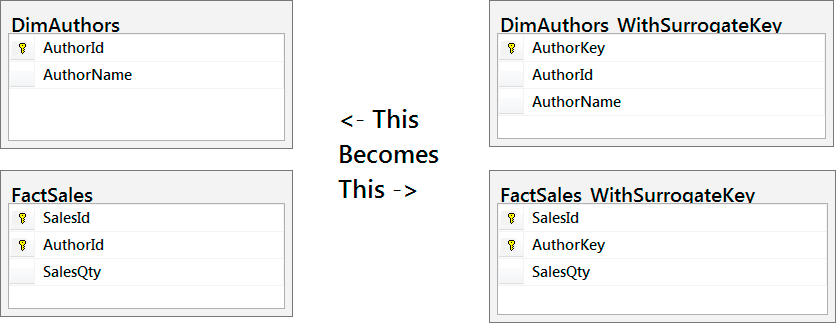 DimAuthors
AuthorId
AuthorName
FactSales
SalesId
AuthorId
SalesQty
<- This
Becomes
This ->
DimAuthors_WithSurrogateKey
AuthorKey
AuthorId
AuthorName
FactSales_WithSurrogateKey
SalesId
AuthorKey
SalesQty